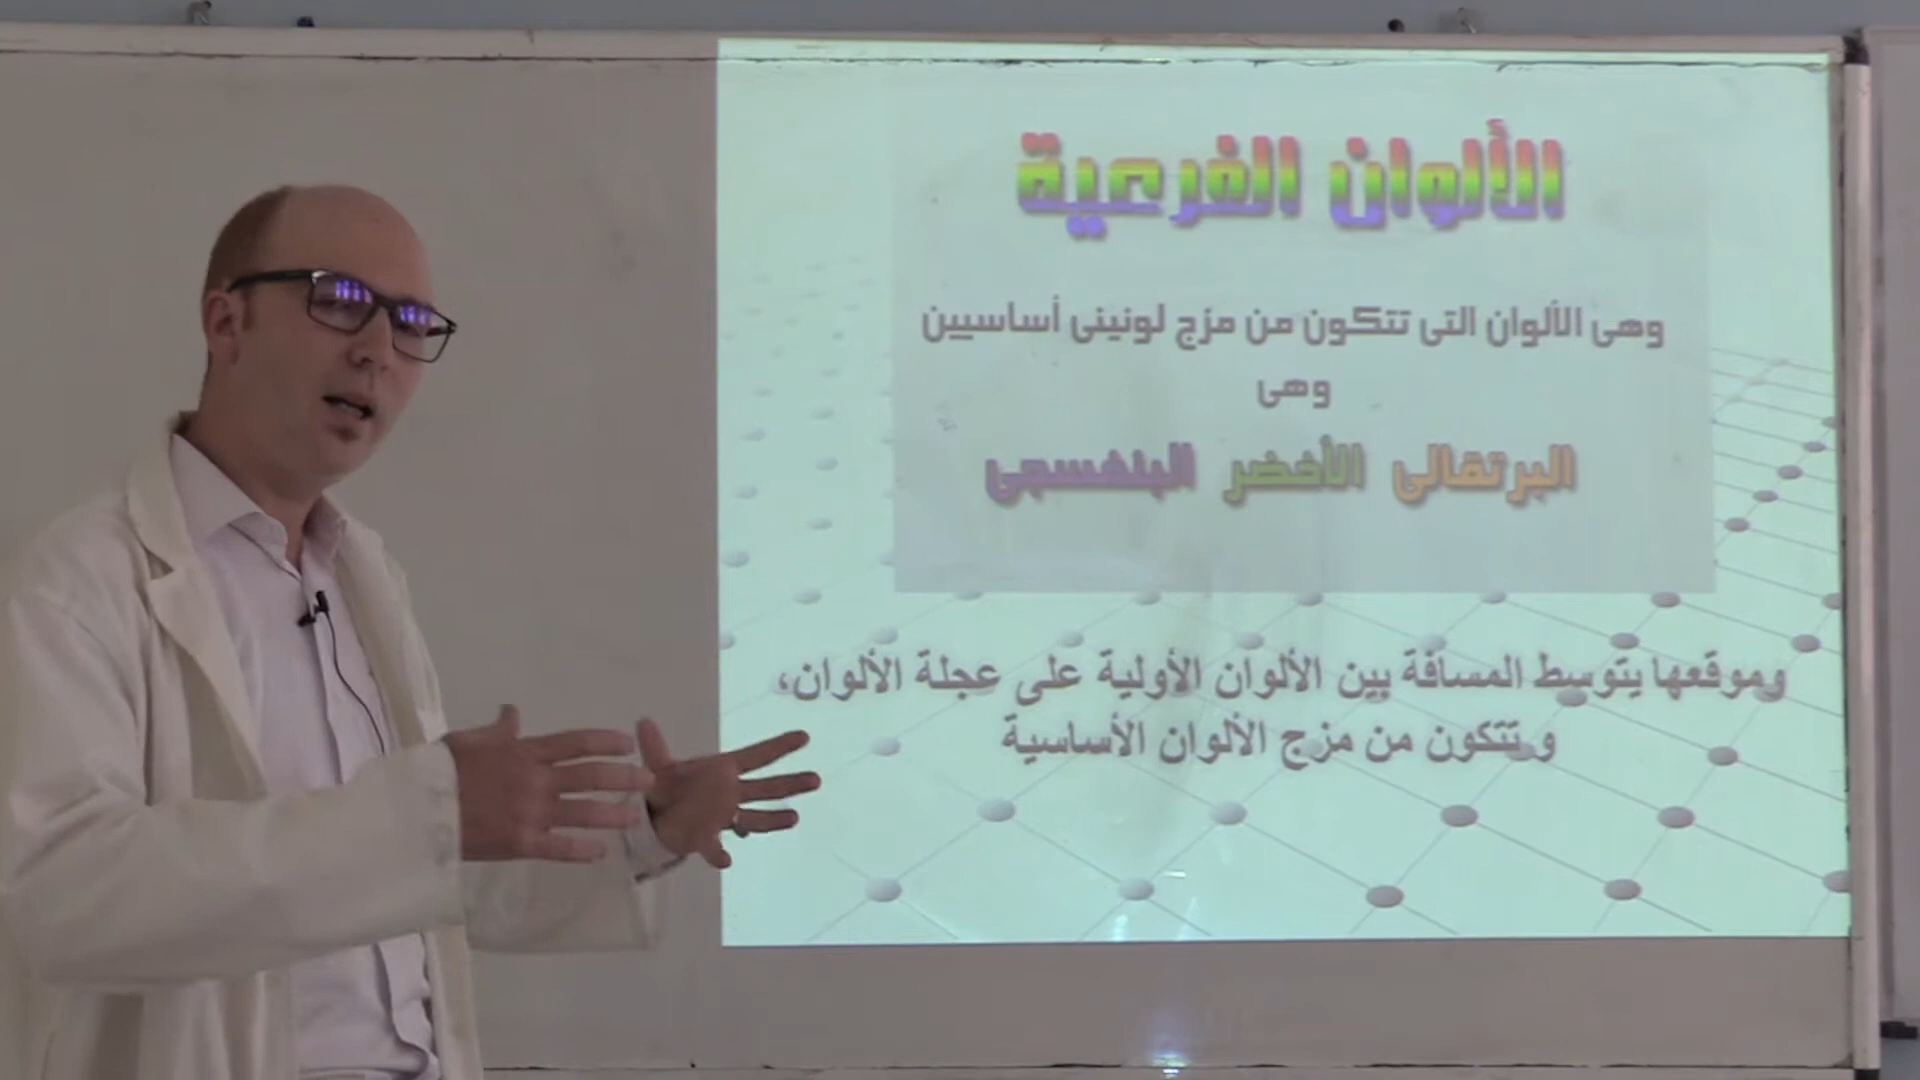 الألوان الفرعية
وهى الألوان التى تتكون من مزج لونينى أساسيين
وهى
البرتقالى الأخضر البنفسجى
وموقعها يتوسط المسافة بين الألوان الأولية على عجلة الألوان،
و تتكون من مزج الألوان الأساسية